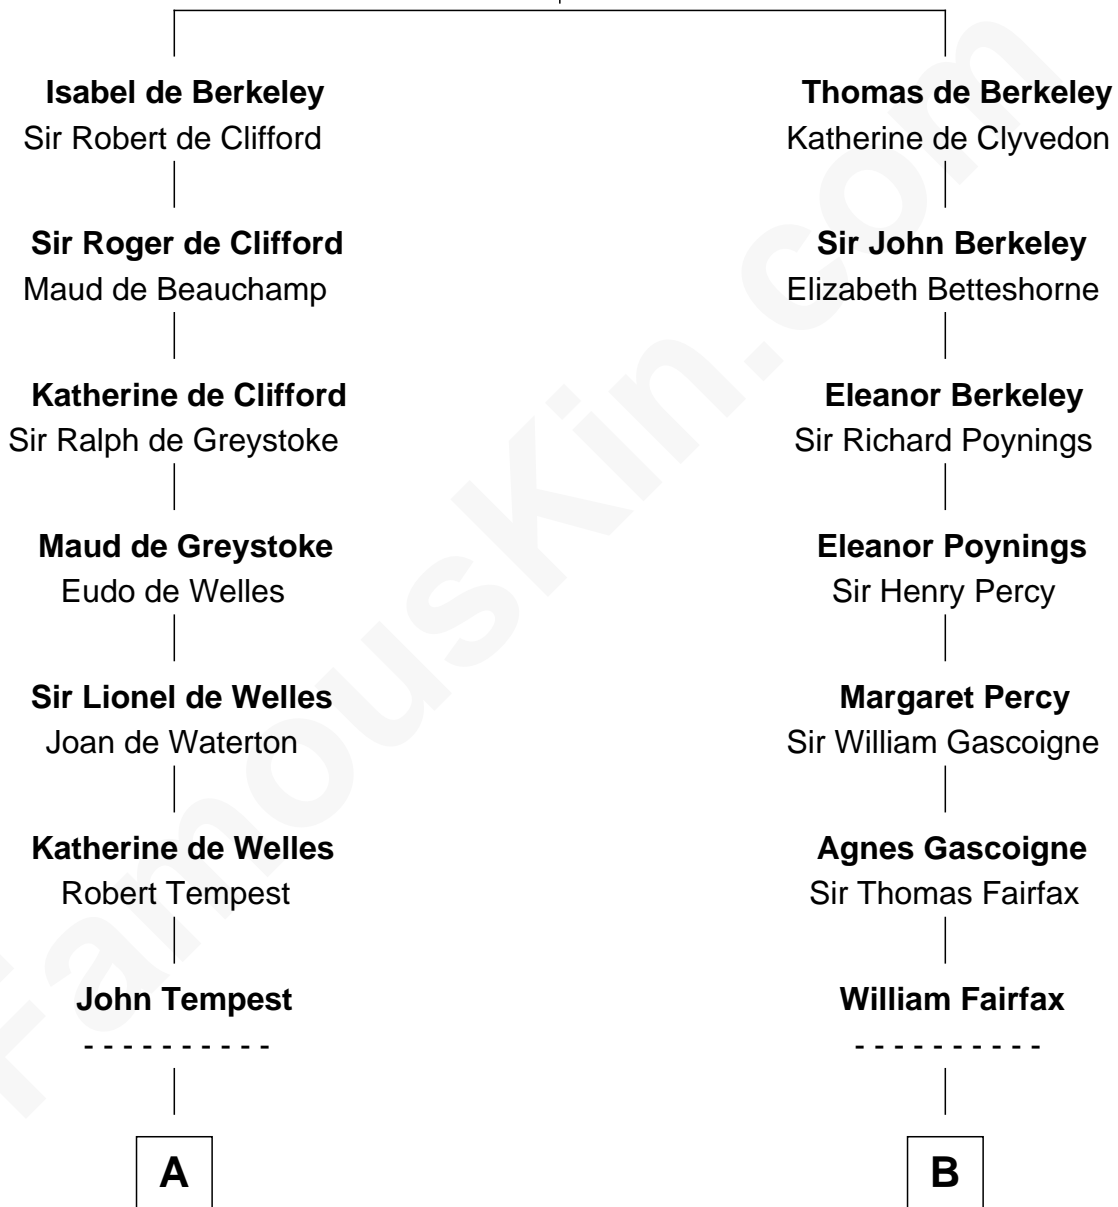 Isabel de Berkeley
Sir Robert de Clifford
Sir Roger de Clifford
Maud de Beauchamp
Katherine de Clifford
Sir Ralph de Greystoke
Maud de Greystoke
Eudo de Welles
Sir Lionel de Welles
Joan de Waterton
Katherine de Welles
Robert Tempest
John Tempest
- - - - - - - - - -
A
Thomas de Berkeley
Katherine de Clyvedon
Sir John Berkeley
Elizabeth Betteshorne
Eleanor Berkeley
Sir Richard Poynings
Eleanor Poynings
Sir Henry Percy
Margaret Percy
Sir William Gascoigne
Agnes Gascoigne
Sir Thomas Fairfax
William Fairfax
- - - - - - - - - -
B
FamousKin.com